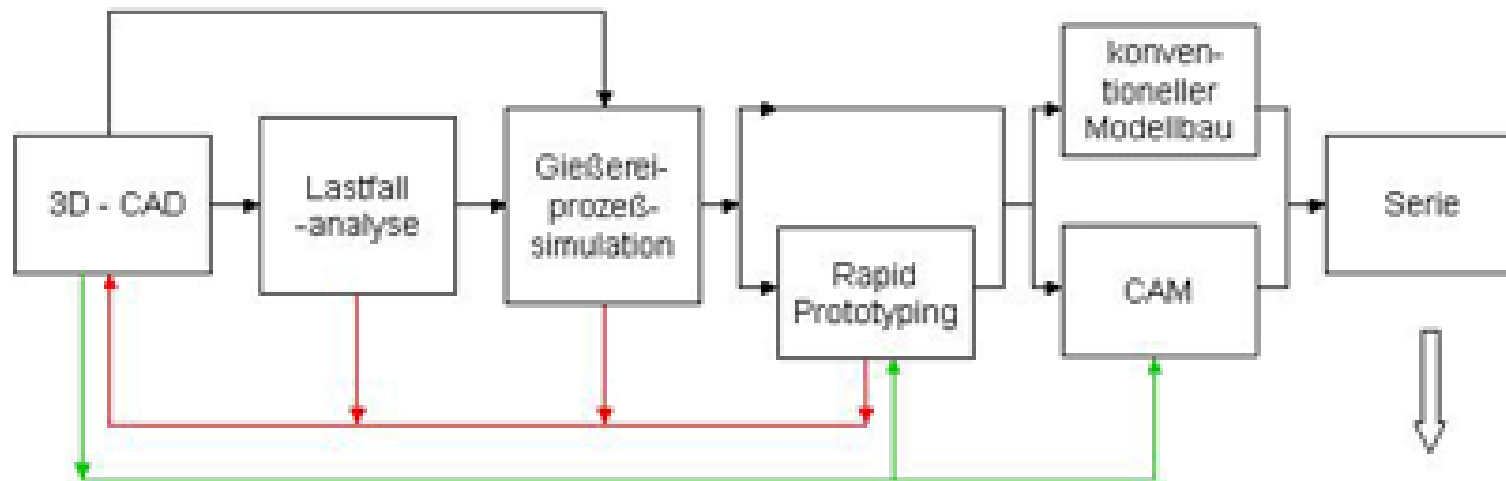 3D - CAD
Lastfall
-analyse
Gießerei-
prozeß-
simulation
Rapid
Prototyping
konven-
tioneller
Modellbau
CAM
Serie